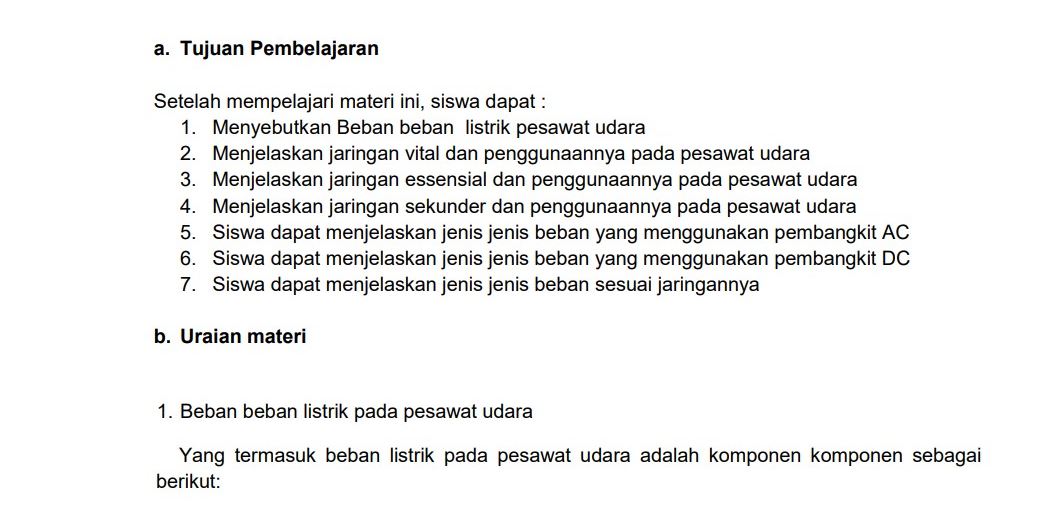 a. Tujuan Pembelajaran
Setelah mempelajari materi ini, siswa dapat :
1. Menyebutkan Beban beban listrik pesawat udara
2. Menjelaskan jaringan vital dan penggunaannya pada pesawat udara
3. Menjelaskan jaringan essensial dan penggunaannya pada pesawat udara
4. Menjelaskan jaringan sekunder dan penggunaannya pada pesawat udara
5. Siswa dapat menjelaskan jenis jenis beban yang menggunakan pembangkit AC
6. Siswa dapat menjelaskan jenis jenis beban yang menggunakan pembangkit DC
7. Siswa dapat menjelaskan jenis jenis beban sesuai jaringannya
b. Uraian materi
1. Beban beban listrik pada pesawat udara
Yang termasuk beban listrik pada pesawat udara adalah komponen komponen sebagai
berikut: